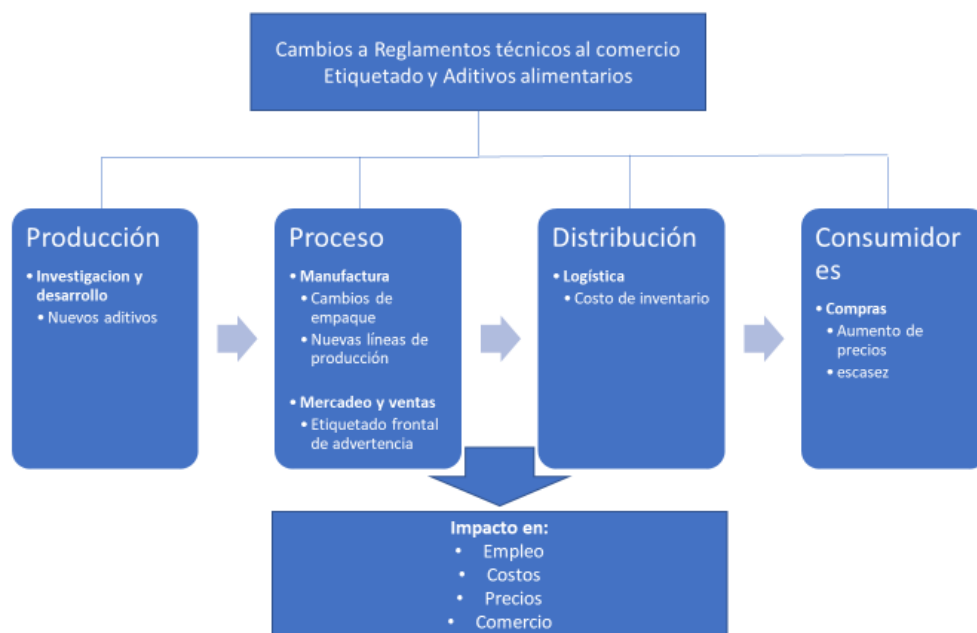 Cambios a Reglamentos técnicos al comercio
Etiquetado y Aditivos alimentarios
Producción
• Investigacion y
desarrollo
• Nuevos aditivos
Proceso
• Manufactura
• Cambios de
empaque
• Nuevas líneas de
producción
• Mercadeo y ventas
• Etiquetado frontal
de advertencia
Distribución
• Logística
• Costo de inventario
Consumidor
es
• Compras
• Aumento de
precios
• escasez
Impacto en:
• Empleo
• Costos
• Precios
• Comercio